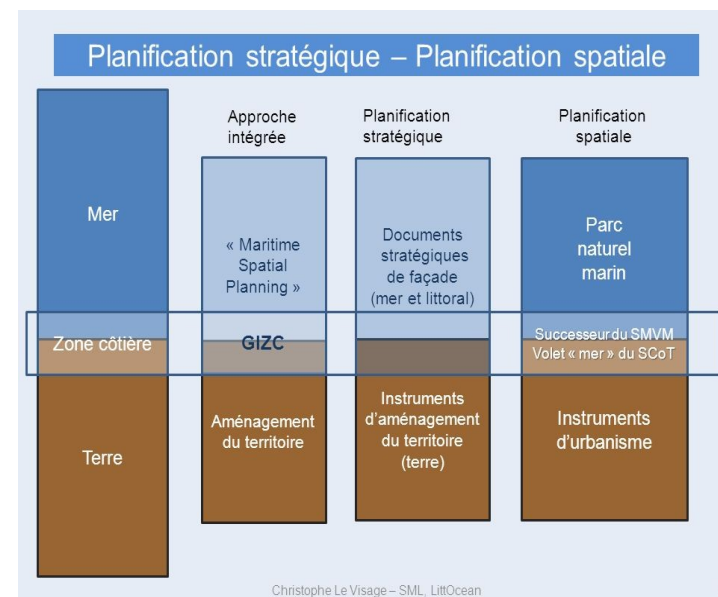 Planification stratégique – Planification spatiale
Mer
Zone côtière
Terre
Approche
intégrée
« Maritime
Spatial
Planning »
GIZC
Aménagement
du territoire
Planification
stratégique
Documents
stratégiques
de façade
(mer et littoral)
Instruments
d'aménagement
du territoire
(terre)
Planification
spatiale
Parc
naturel
marin
Successeur du SMVM
Volet « mer » du SCoT
Instruments
d'urbanisme
Christophe Le Visage – SML, LittOcean